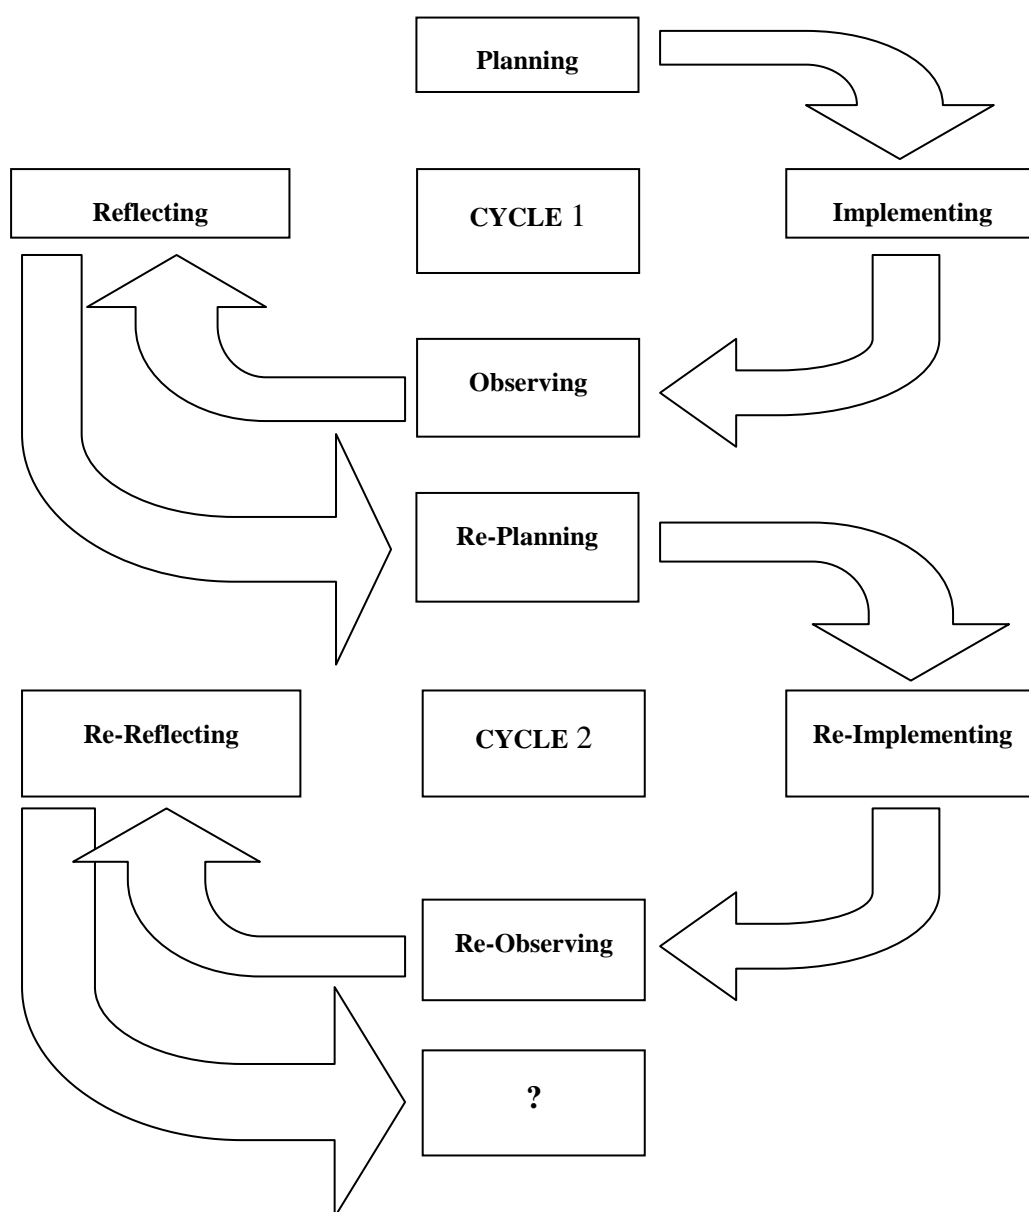 Planning
Reflecting
CYCLE 1
Implementing
Observing
Re-Planning
Re-Reflecting
CYCLE 2
Re-Implementing
Re-Observing
?